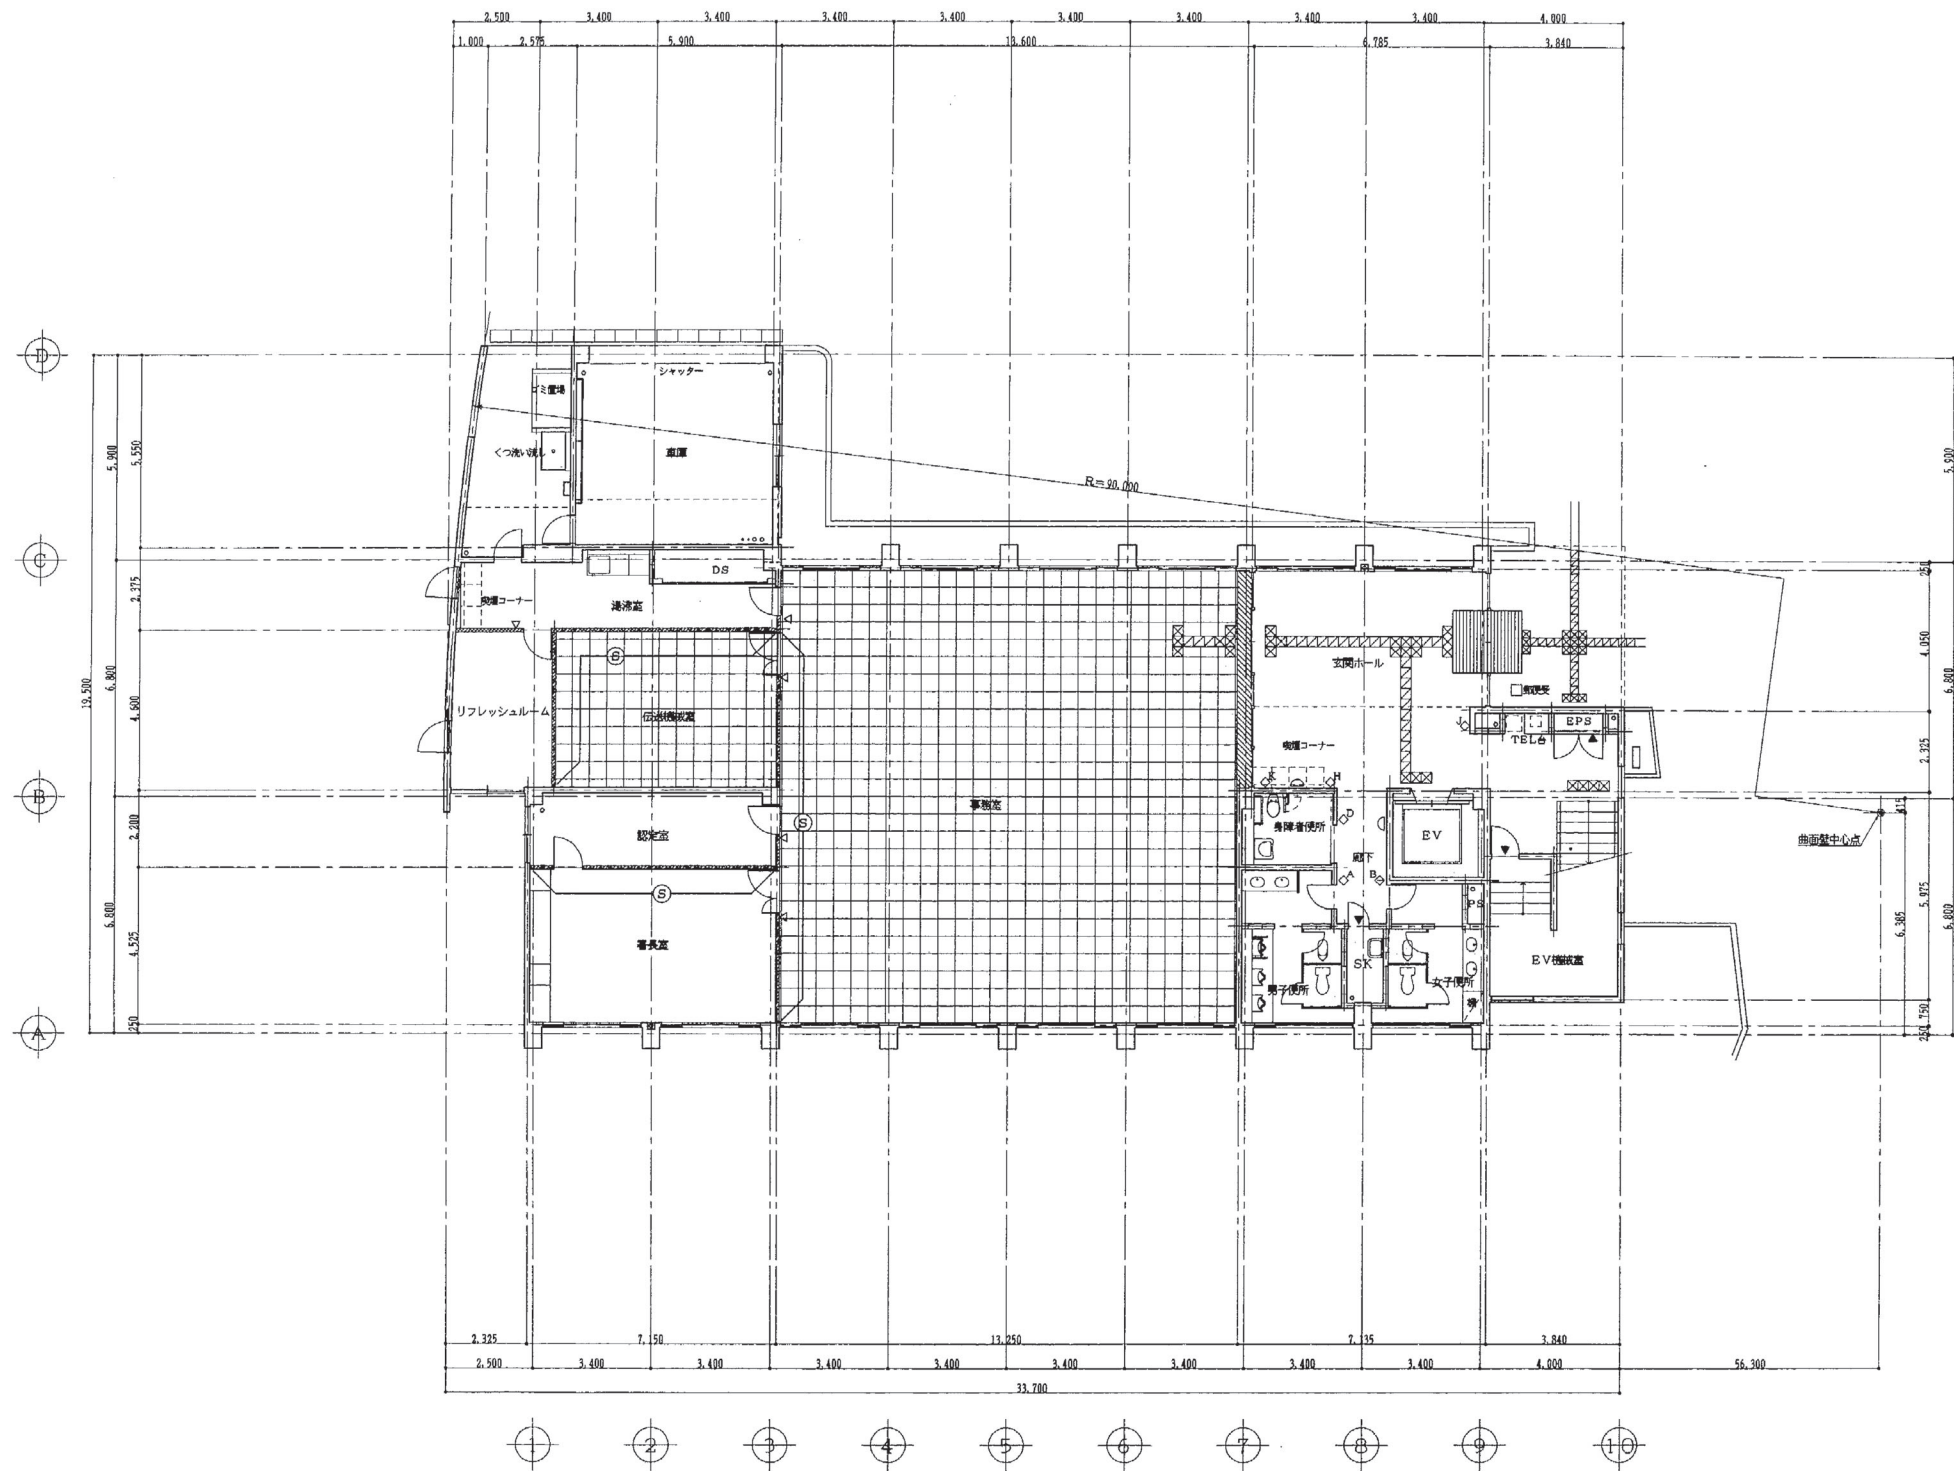 2,500 3,400 3,400 3,400 3,400 3,400 3,400 3,400 3,400 4,000
1,000 2,575 5,900 13,600 6,785 3,840
D
シャッター
ゴミ置場
くつ洗い流し
車庫
R=90,000
19,500
5,900
5,550
5,900
C
DS
喫煙コーナー
湯沸室
2,375
250
6,800
4,600
4,050
6,800
S
玄関ホール
郵便受
リフレッシュルーム
伝送機械室
J
EPS
TEL台
喫煙コーナー
2,325
K
H
B
事務室
身障者便所
D
EV
415
曲面壁中心点
2,200
認定室
S
廊下
A
B
S
PS
5,975
6,385
6,800
6,800
4,525
署長室
SK
EV機械室
男子便所
女子便所
A
250
750
250
2,325 7,150 13,250 7,135 3,840
2,500 3,400 3,400 3,400 3,400 3,400 3,400 3,400 3,400 4,000 56,300
33,700
1 2 3 4 5 6 7 8 9 10